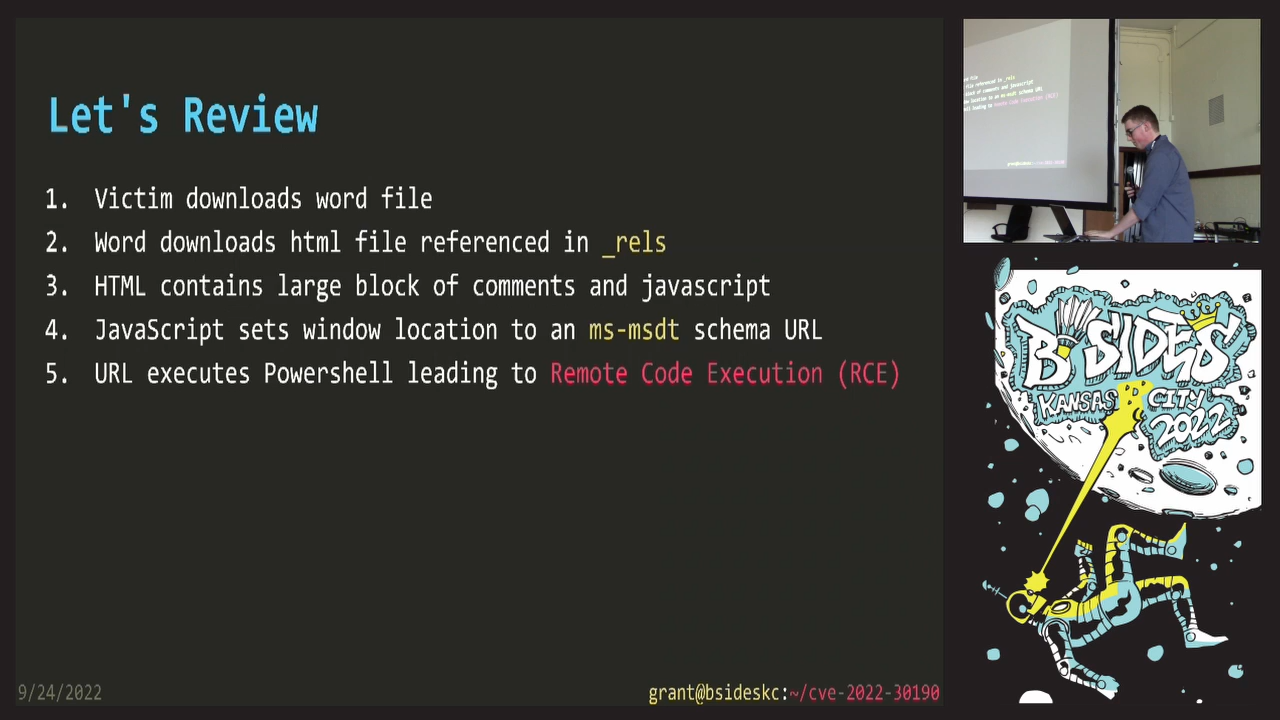 Let's Review
1. Victim downloads word file
2. Word downloads html file referenced in _rels
3. HTML contains large block of comments and javascript
4. JavaScript sets window location to an ms-msdt schema URL
5. URL executes Powershell leading to Remote Code Execution (RCE)
9/24/2022
grant@bsideskc:~/cve-2022-30190
BSIDES
KANSAS CITY
2022